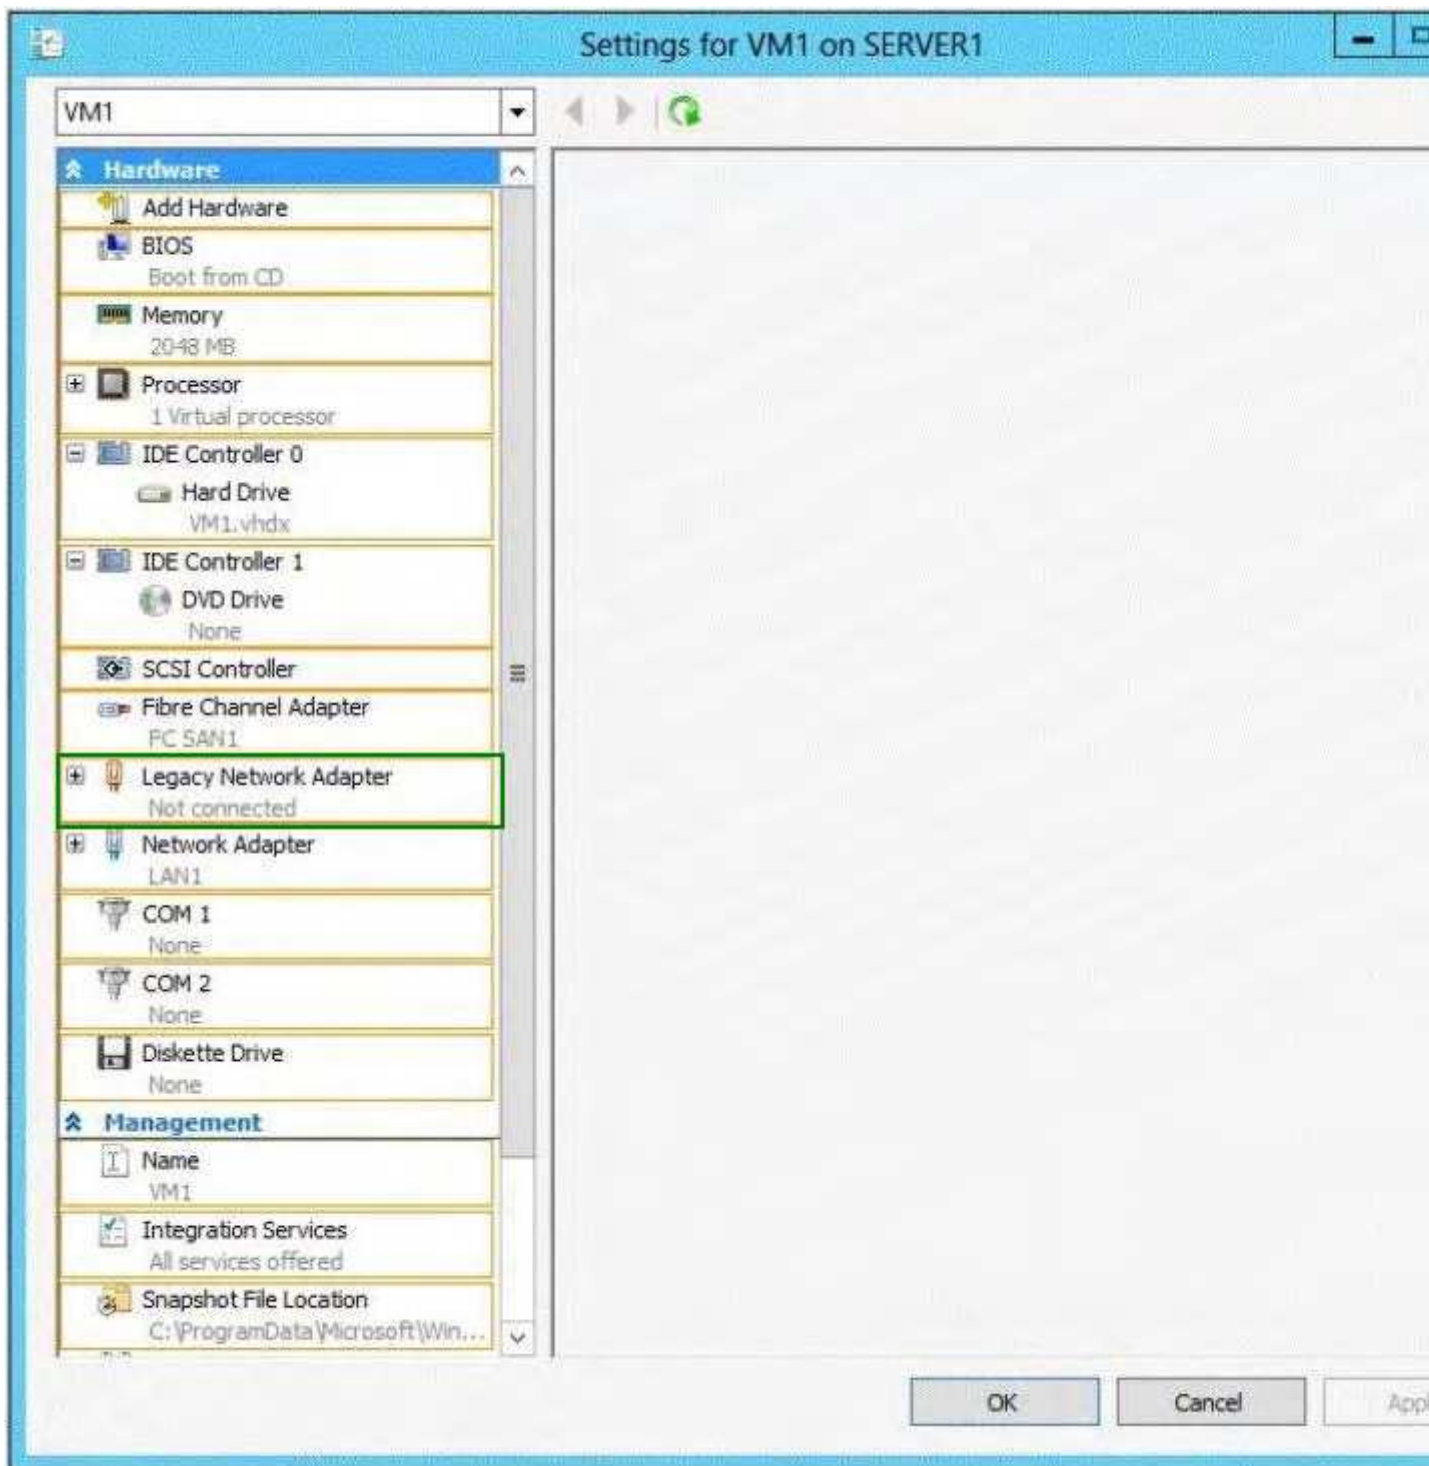 Settings for VM1 on SERVER1
VM1
Hardware
Add Hardware
BIOS
Boot from CD
Memory
2048 MB
Processor
1 Virtual processor
IDE Controller 0
Hard Drive
VM1.vhdx
IDE Controller 1
DVD Drive
None
SCSI Controller
Fibre Channel Adapter
FC SAN1
Legacy Network Adapter
Not connected
Network Adapter
LAN1
COM 1
None
COM 2
None
Diskette Drive
None
Management
Name
VM1
Integration Services
All services offered
Snapshot File Location
C:\ProgramData\Microsoft\Win...
OK
Cancel
Appl